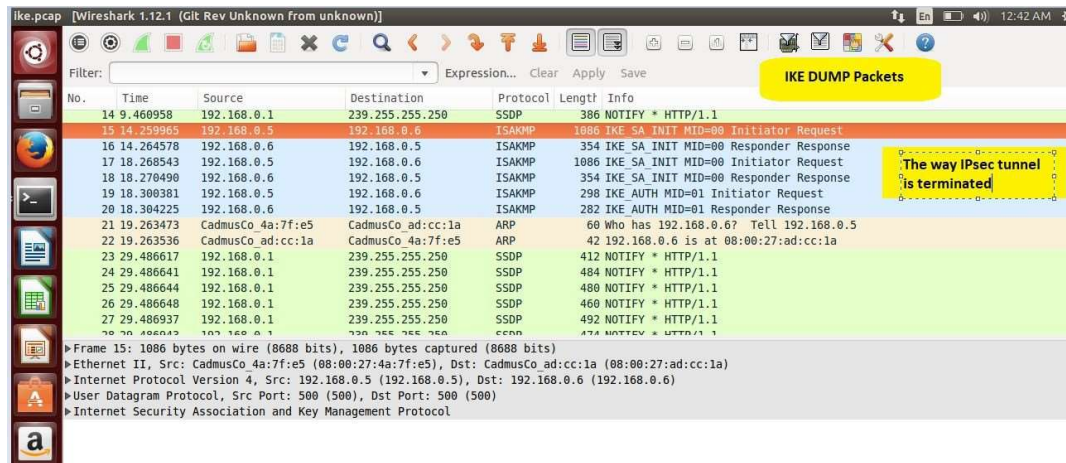 ike.pcap [Wireshark 1.12.1 (Git Rev Unknown from unknown)]
En 12:42 AM
Filter: Expression... Clear Apply Save
IKE DUMP Packets
No. Time Source Destination Protocol Length Info
14 9.460958 192.168.0.1 239.255.255.250 SSDP 386 NOTIFY * HTTP/1.1
15 14.259965 192.168.0.5 192.168.0.6 ISAKMP 1086 IKE_SA_INIT MID=00 Initiator Request
16 14.264578 192.168.0.6 192.168.0.5 ISAKMP 354 IKE_SA_INIT MID=00 Responder Response
17 18.268543 192.168.0.5 192.168.0.6 ISAKMP 1086 IKE_SA_INIT MID=00 Initiator Request
18 18.270490 192.168.0.6 192.168.0.5 ISAKMP 354 IKE_SA_INIT MID=00 Responder Response
19 18.300381 192.168.0.5 192.168.0.6 ISAKMP 298 IKE_AUTH MID=01 Initiator Request
20 18.304225 192.168.0.6 192.168.0.5 ISAKMP 282 IKE_AUTH MID=01 Responder Response
The way IPsec tunnel
is terminated
21 19.263473 CadmusCo_4a:7f:e5 CadmusCo_ad:cc:1a ARP 60 Who has 192.168.0.6? Tell 192.168.0.5
22 19.263536 CadmusCo_ad:cc:1a CadmusCo_4a:7f:e5 ARP 42 192.168.0.6 is at 08:00:27:ad:cc:1a
23 29.486617 192.168.0.1 239.255.255.250 SSDP 412 NOTIFY * HTTP/1.1
24 29.486641 192.168.0.1 239.255.255.250 SSDP 484 NOTIFY * HTTP/1.1
25 29.486644 192.168.0.1 239.255.255.250 SSDP 480 NOTIFY * HTTP/1.1
26 29.486648 192.168.0.1 239.255.255.250 SSDP 460 NOTIFY * HTTP/1.1
27 29.486937 192.168.0.1 239.255.255.250 SSDP 492 NOTIFY * HTTP/1.1
28 29.486943 192.168.0.1 239.255.255.250 SSDP 474 NOTIFY * HTTP/1.1
Frame 15: 1086 bytes on wire (8688 bits), 1086 bytes captured (8688 bits)
Ethernet II, Src: CadmusCo_4a:7f:e5 (08:00:27:4a:7f:e5), Dst: CadmusCo_ad:cc:1a (08:00:27:ad:cc:1a)
Internet Protocol Version 4, Src: 192.168.0.5 (192.168.0.5), Dst: 192.168.0.6 (192.168.0.6)
User Datagram Protocol, Src Port: 500 (500), Dst Port: 500 (500)
Internet Security Association and Key Management Protocol